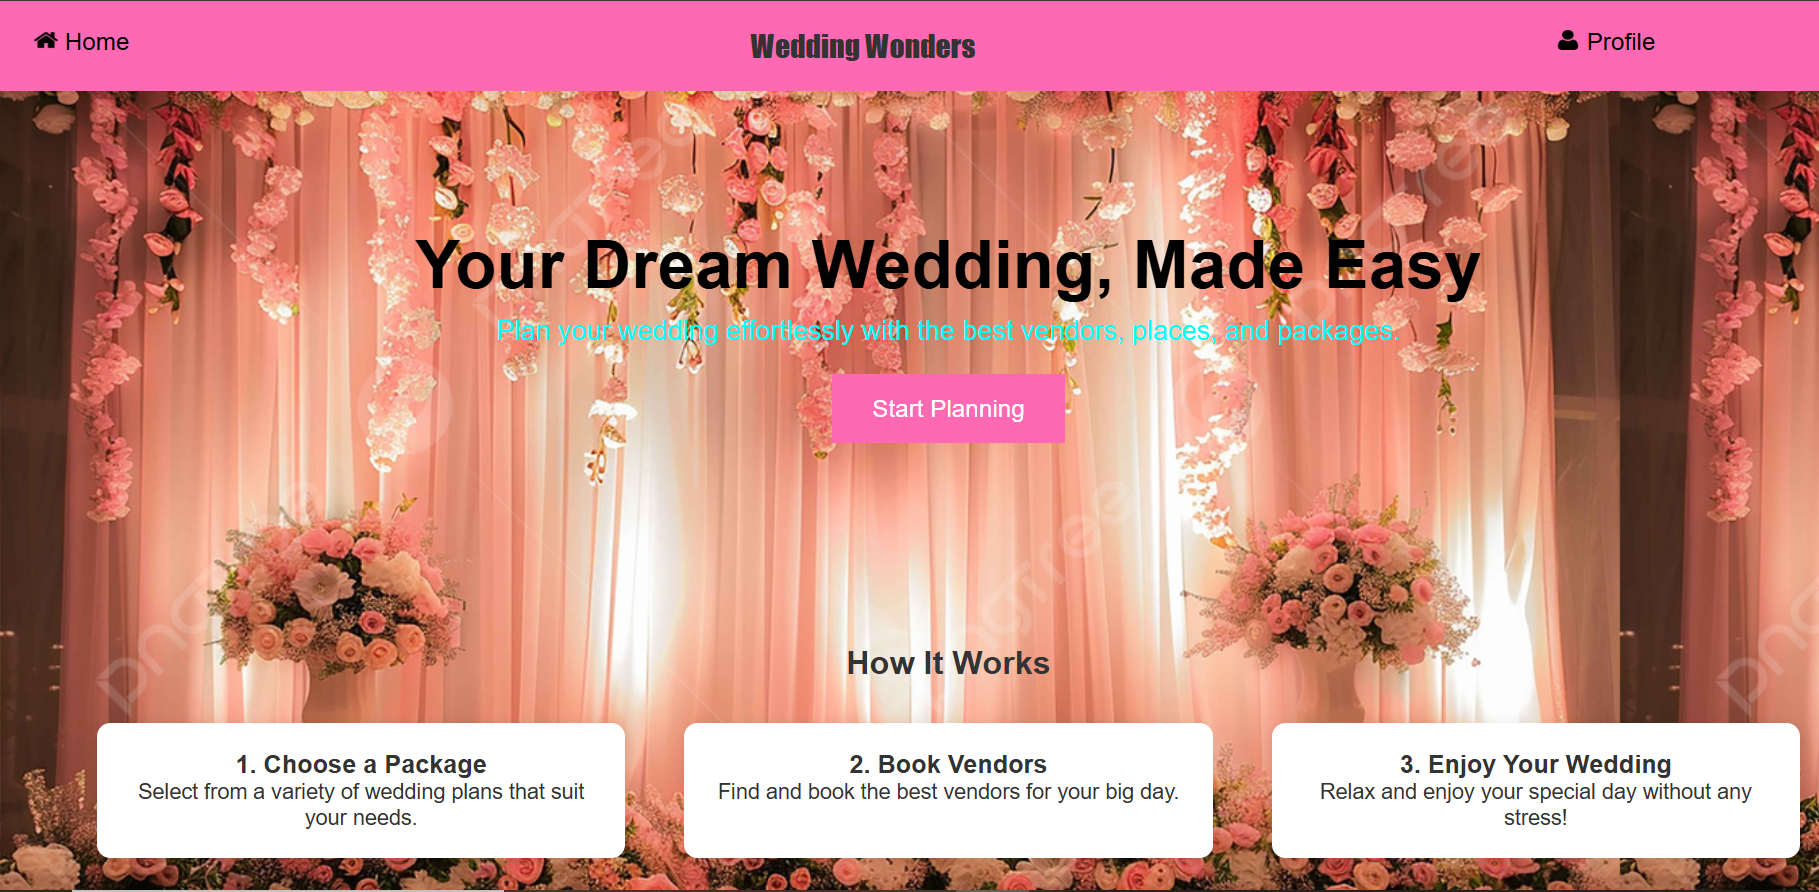 Home
Wedding Wonders
Profile
Your Dream Wedding, Made Easy
Plan your wedding effortlessly with the best vendors, places, and packages.
Start Planning
How It Works
1. Choose a Package
Select from a variety of wedding plans that suit
your needs.
2. Book Vendors
Find and book the best vendors for your big day.
3. Enjoy Your Wedding
Relax and enjoy your special day without any
stress!
pngtree
pngtree
pngtree